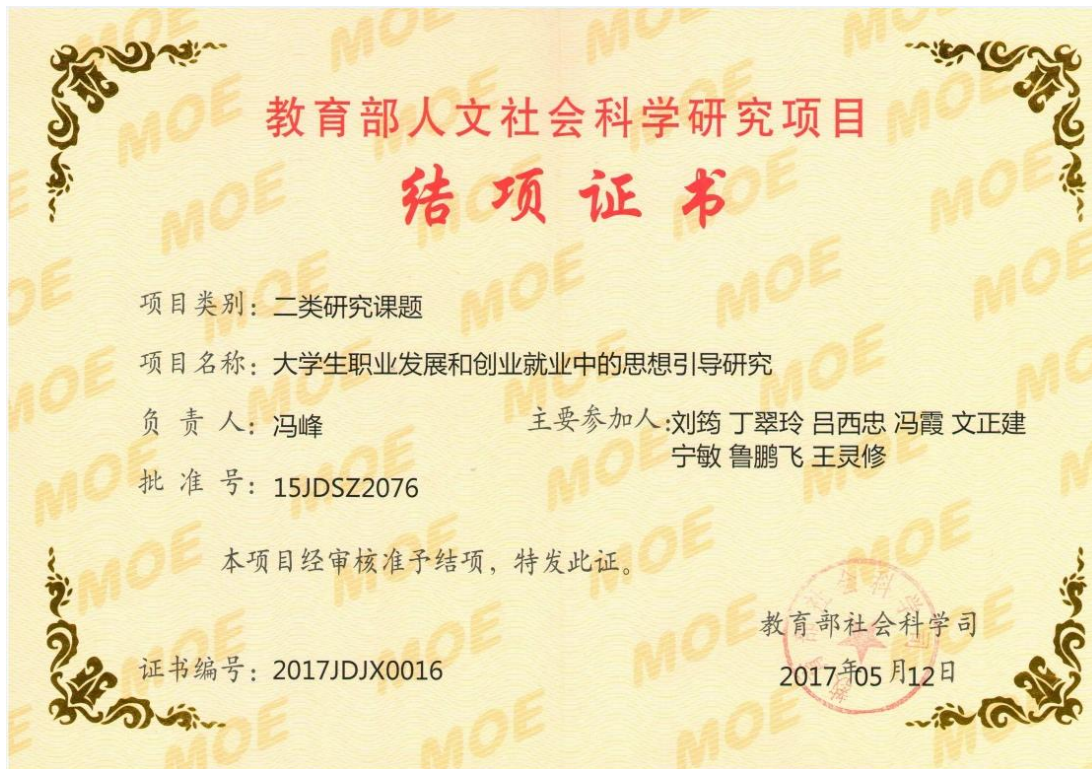 教育部人文社会科学研究项目
结项证书
项目类别：二类研究课题
项目名称：大学生职业发展和创业就业中的思想引导研究
负责人：冯峰
主要参加人:刘筠 丁翠玲 吕西忠 冯霞 文正建
宁敏 鲁鹏飞 王灵修
批准号：15JDSZ2076
本项目经审核准予结项，特发此证。
教育部社会科学司
证书编号：2017JDJX0016
2017年05月12日